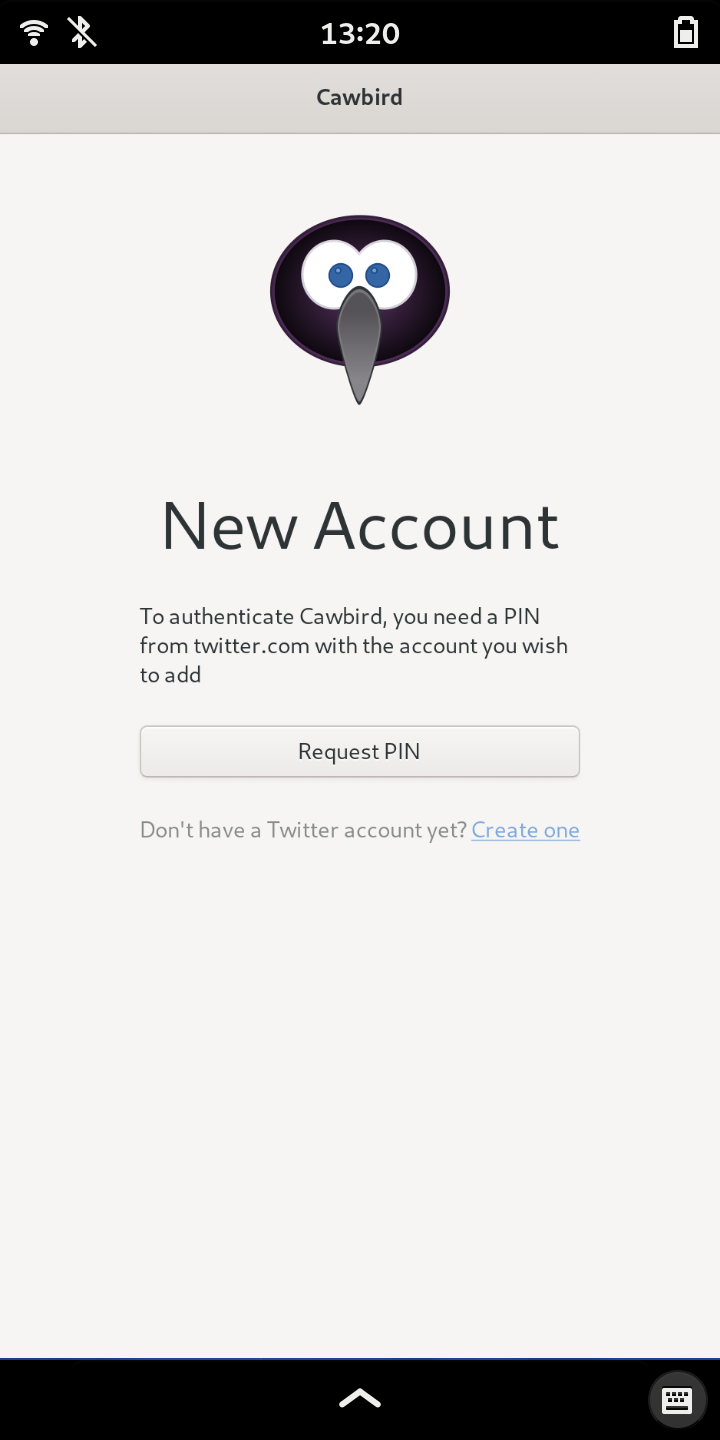 13:20
Cawbird
New Account
To authenticate Cawbird, you need a PIN
from twitter.com with the account you wish
to add
Request PIN
Don't have a Twitter account yet? Create one